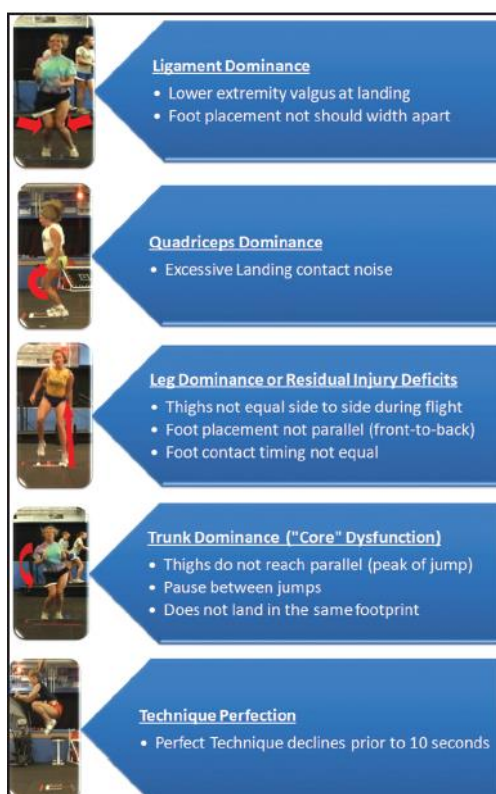 Ligament Dominance
• Lower extremity valgus at landing
• Foot placement not should width apart
Quadriceps Dominance
• Excessive Landing contact noise
Leg Dominance or Residual Injury Deficits
• Thighs not equal side to side during flight
• Foot placement not parallel (front-to-back)
• Foot contact timing not equal
Trunk Dominance ("Core" Dysfunction)
• Thighs do not reach parallel (peak of jump)
• Pause between jumps
• Does not land in the same footprint
Technique Perfection
• Perfect Technique declines prior to 10 seconds